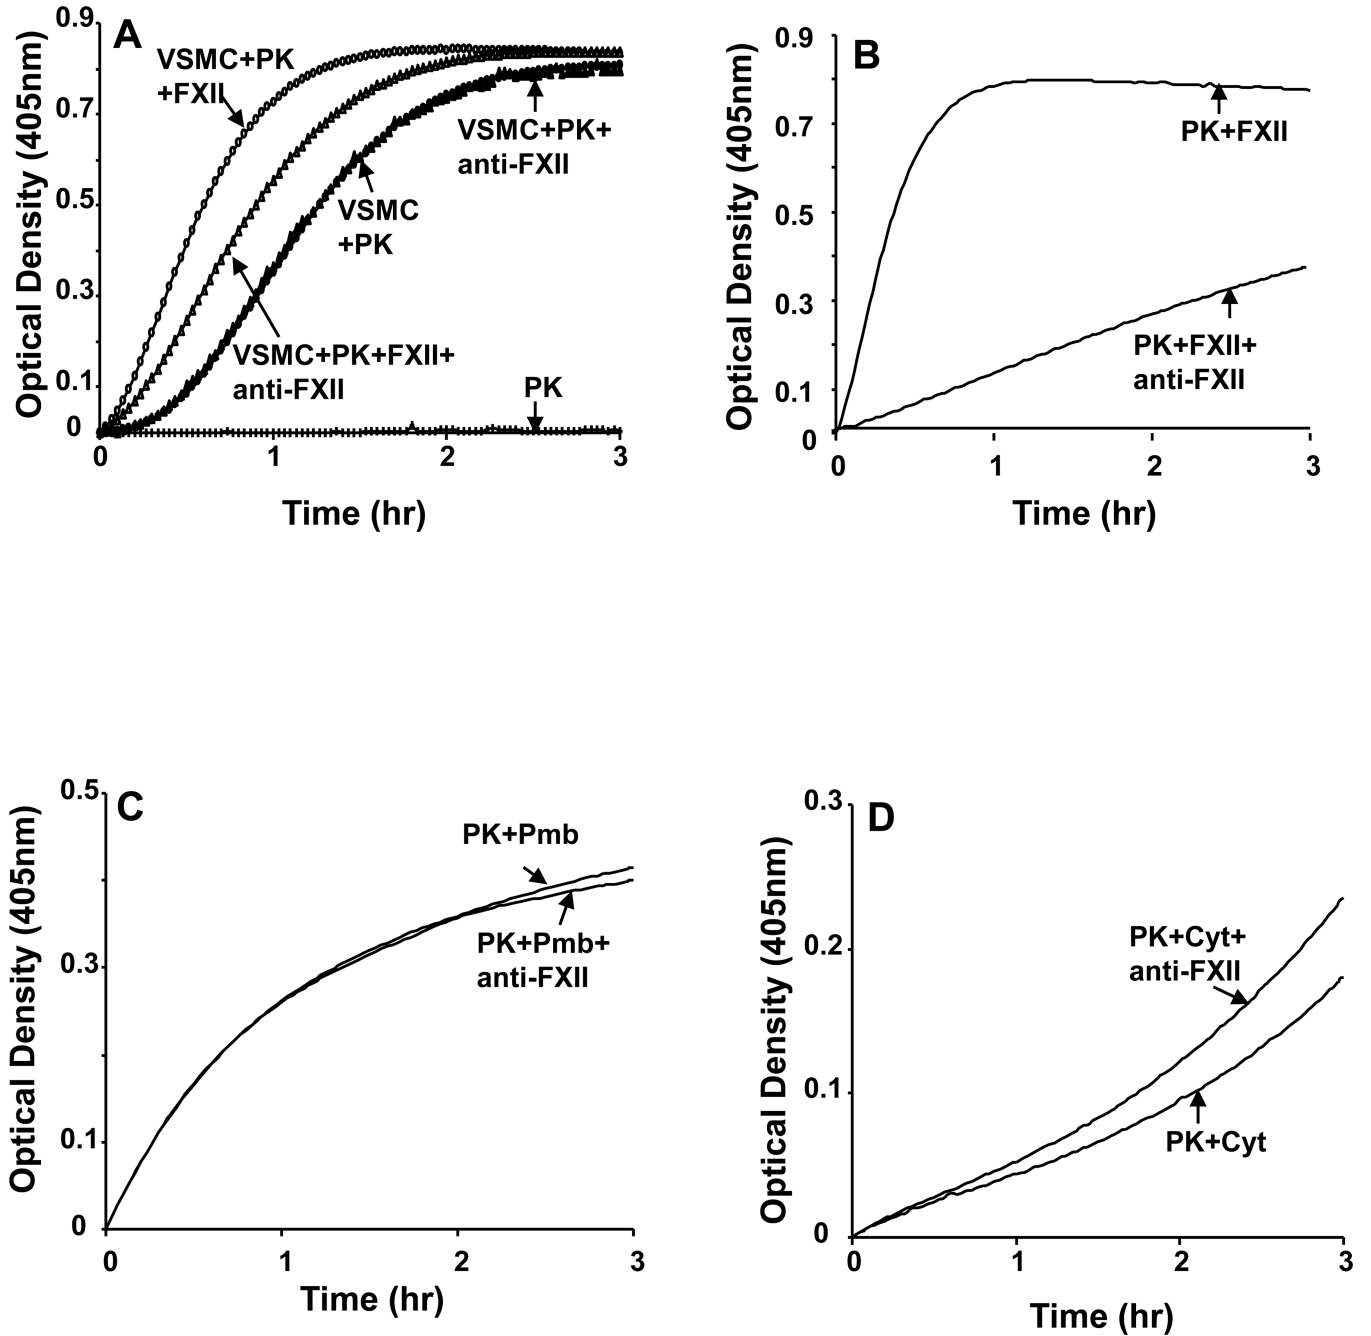 A
Optical Density (405nm)
0.9
0.7
0.5
0.3
0.1
0
VSMC+PK
+FXII
VSMC+PK+
anti-FXII
VSMC
+PK
VSMC+PK+FXII+
anti-FXII
PK
0
1
2
3
Time (hr)
B
Optical Density (405nm)
0.9
0.7
0.5
0.3
0.1
0
PK+FXII
PK+FXII+
anti-FXII
0
1
2
3
Time (hr)
C
Optical Density (405nm)
0.5
0.3
0.1
0
PK+Pmb
PK+Pmb+
anti-FXII
0
1
2
3
Time (hr)
D
Optical Density (405nm)
0.3
0.2
0.1
0
PK+Cyt+
anti-FXII
PK+Cyt
0
1
2
3
Time (hr)